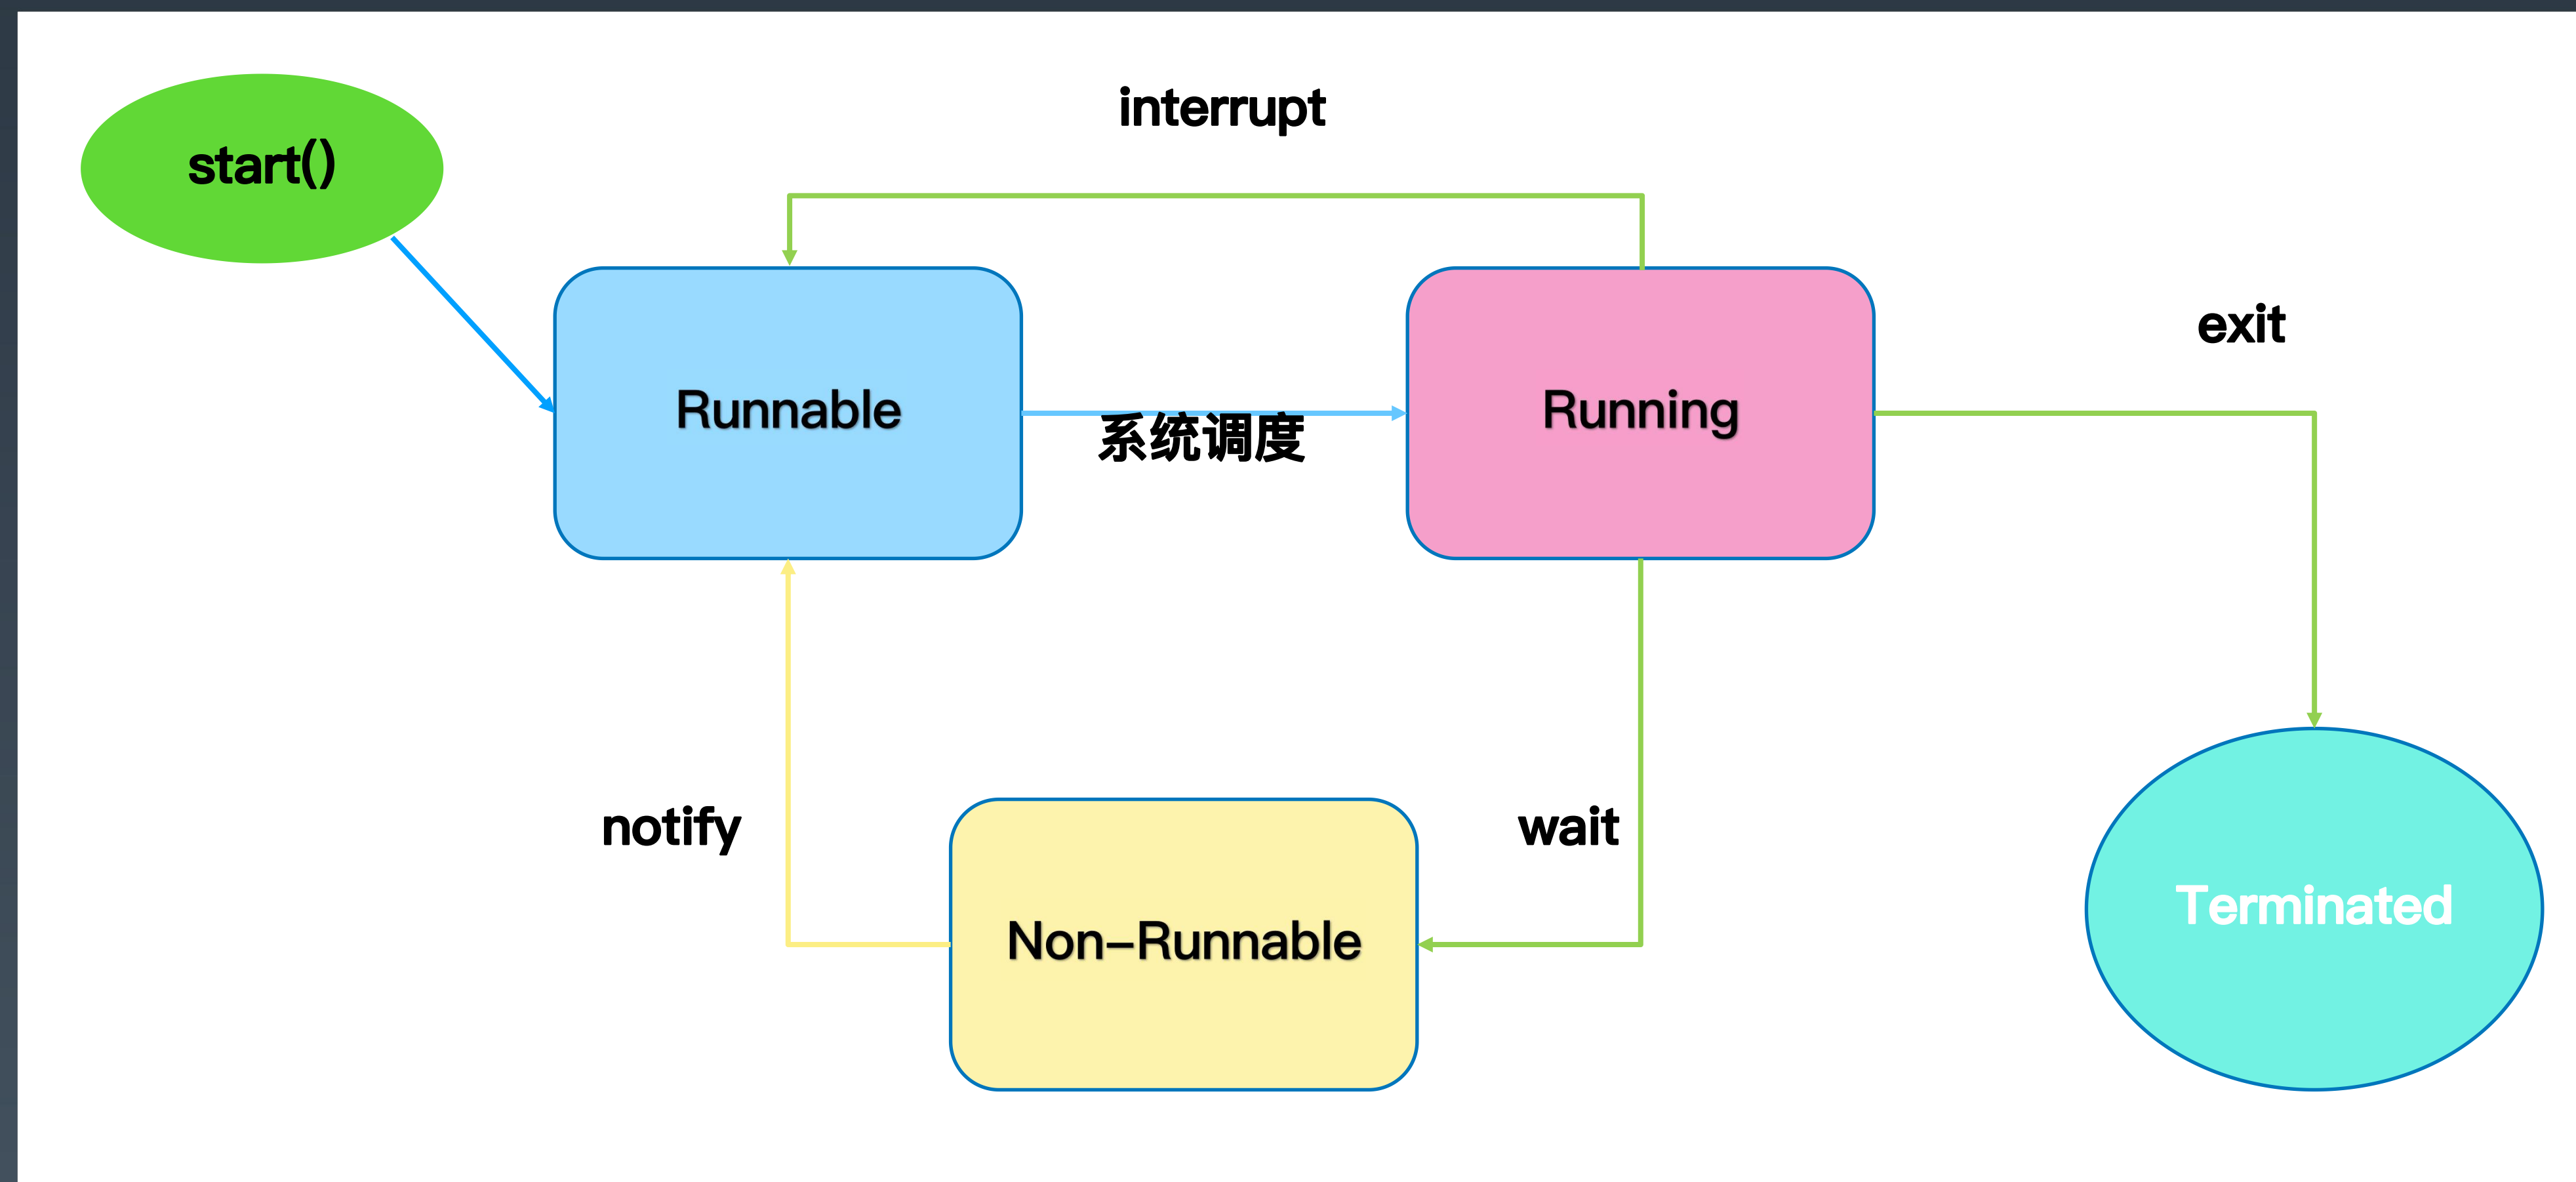 start()
interrupt
exit
Runnable
系统调度
Running
notify
wait
Non-Runnable
Terminated